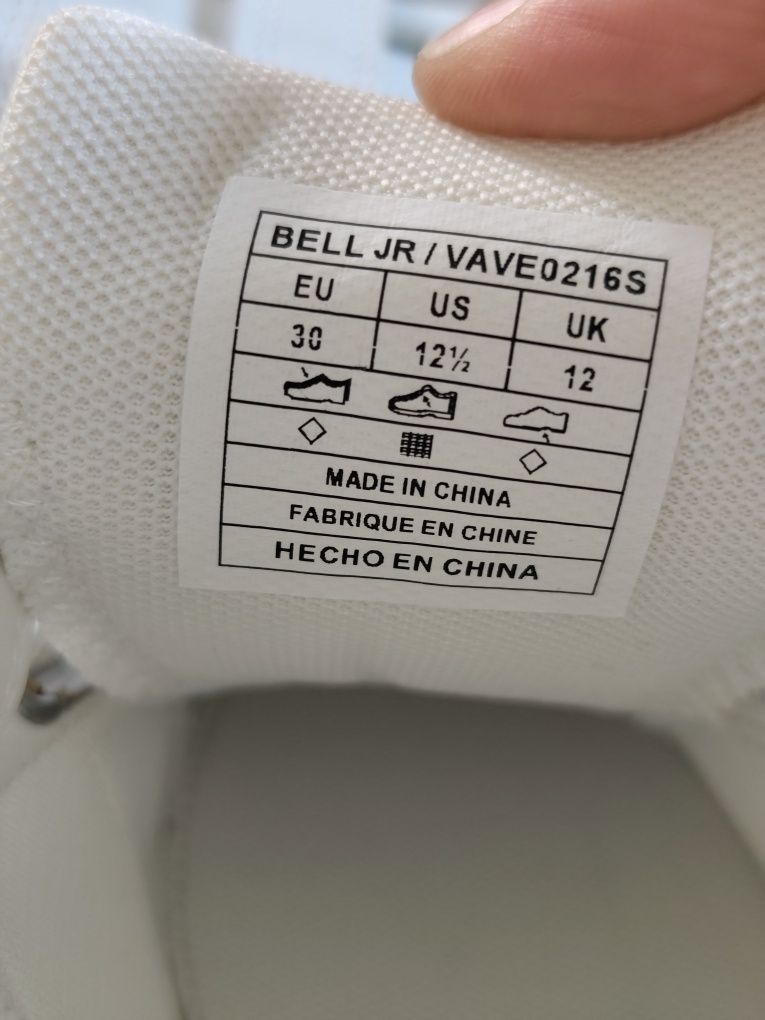 BELL JR / VAVE0216S
EU US UK
30 12½ 12
MADE IN CHINA
FABRIQUE EN CHINE
HECHO EN CHINA